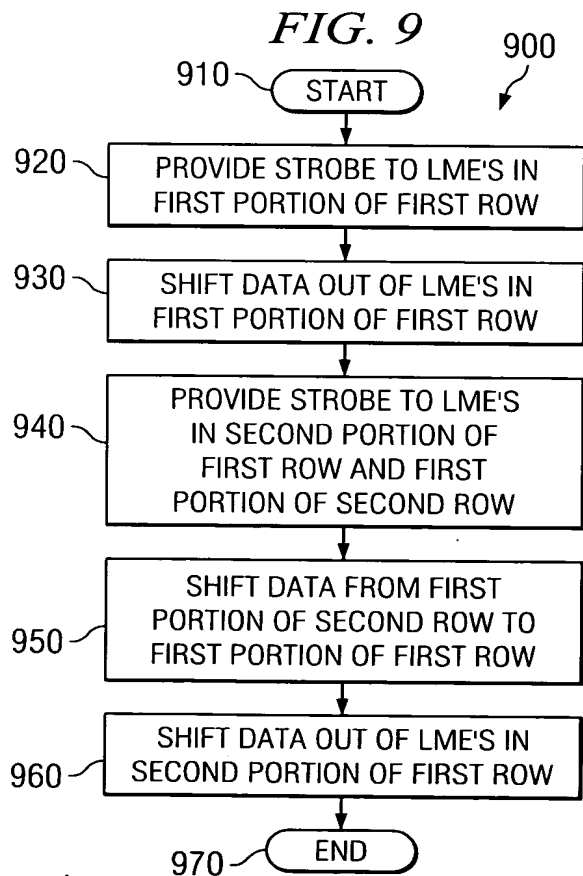 FIG. 9
900
910
START
920
PROVIDE STROBE TO LME'S IN
FIRST PORTION OF FIRST ROW
930
SHIFT DATA OUT OF LME'S IN
FIRST PORTION OF FIRST ROW
940
PROVIDE STROBE TO LME'S
IN SECOND PORTION OF
FIRST ROW AND FIRST
PORTION OF SECOND ROW
950
SHIFT DATA FROM FIRST
PORTION OF SECOND ROW TO
FIRST PORTION OF FIRST ROW
960
SHIFT DATA OUT OF LME'S IN
SECOND PORTION OF FIRST ROW
970
END